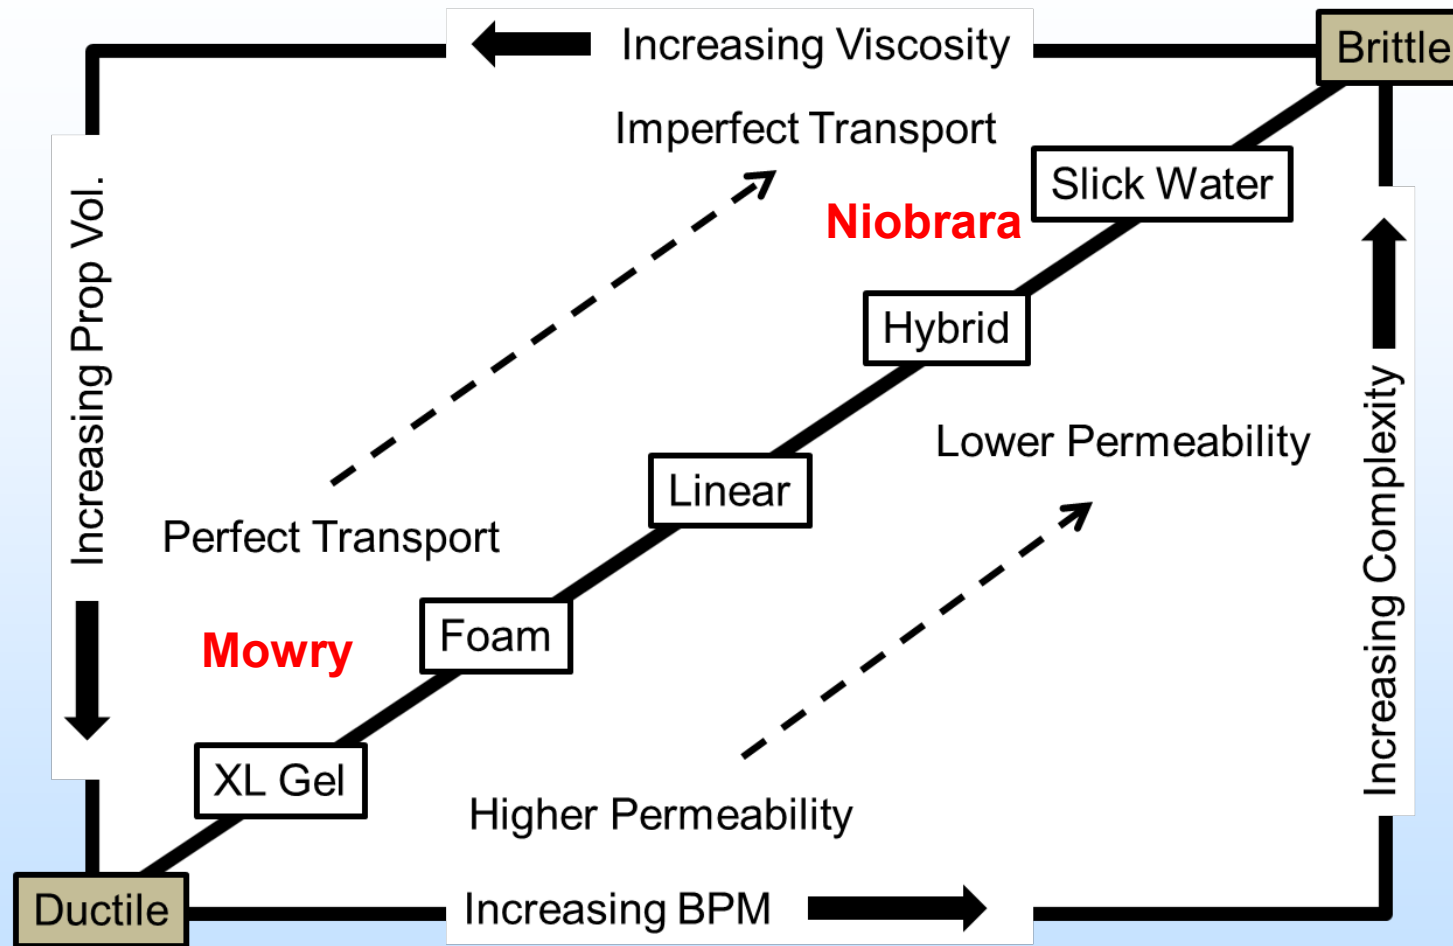 Increasing Viscosity
Brittle
Imperfect Transport
Slick Water
Increasing Prop Vol.
Niobrara
Hybrid
Increasing Complexity
Lower Permeability
Linear
Perfect Transport
Foam
Mowry
XL Gel
Higher Permeability
Ductile
Increasing BPM